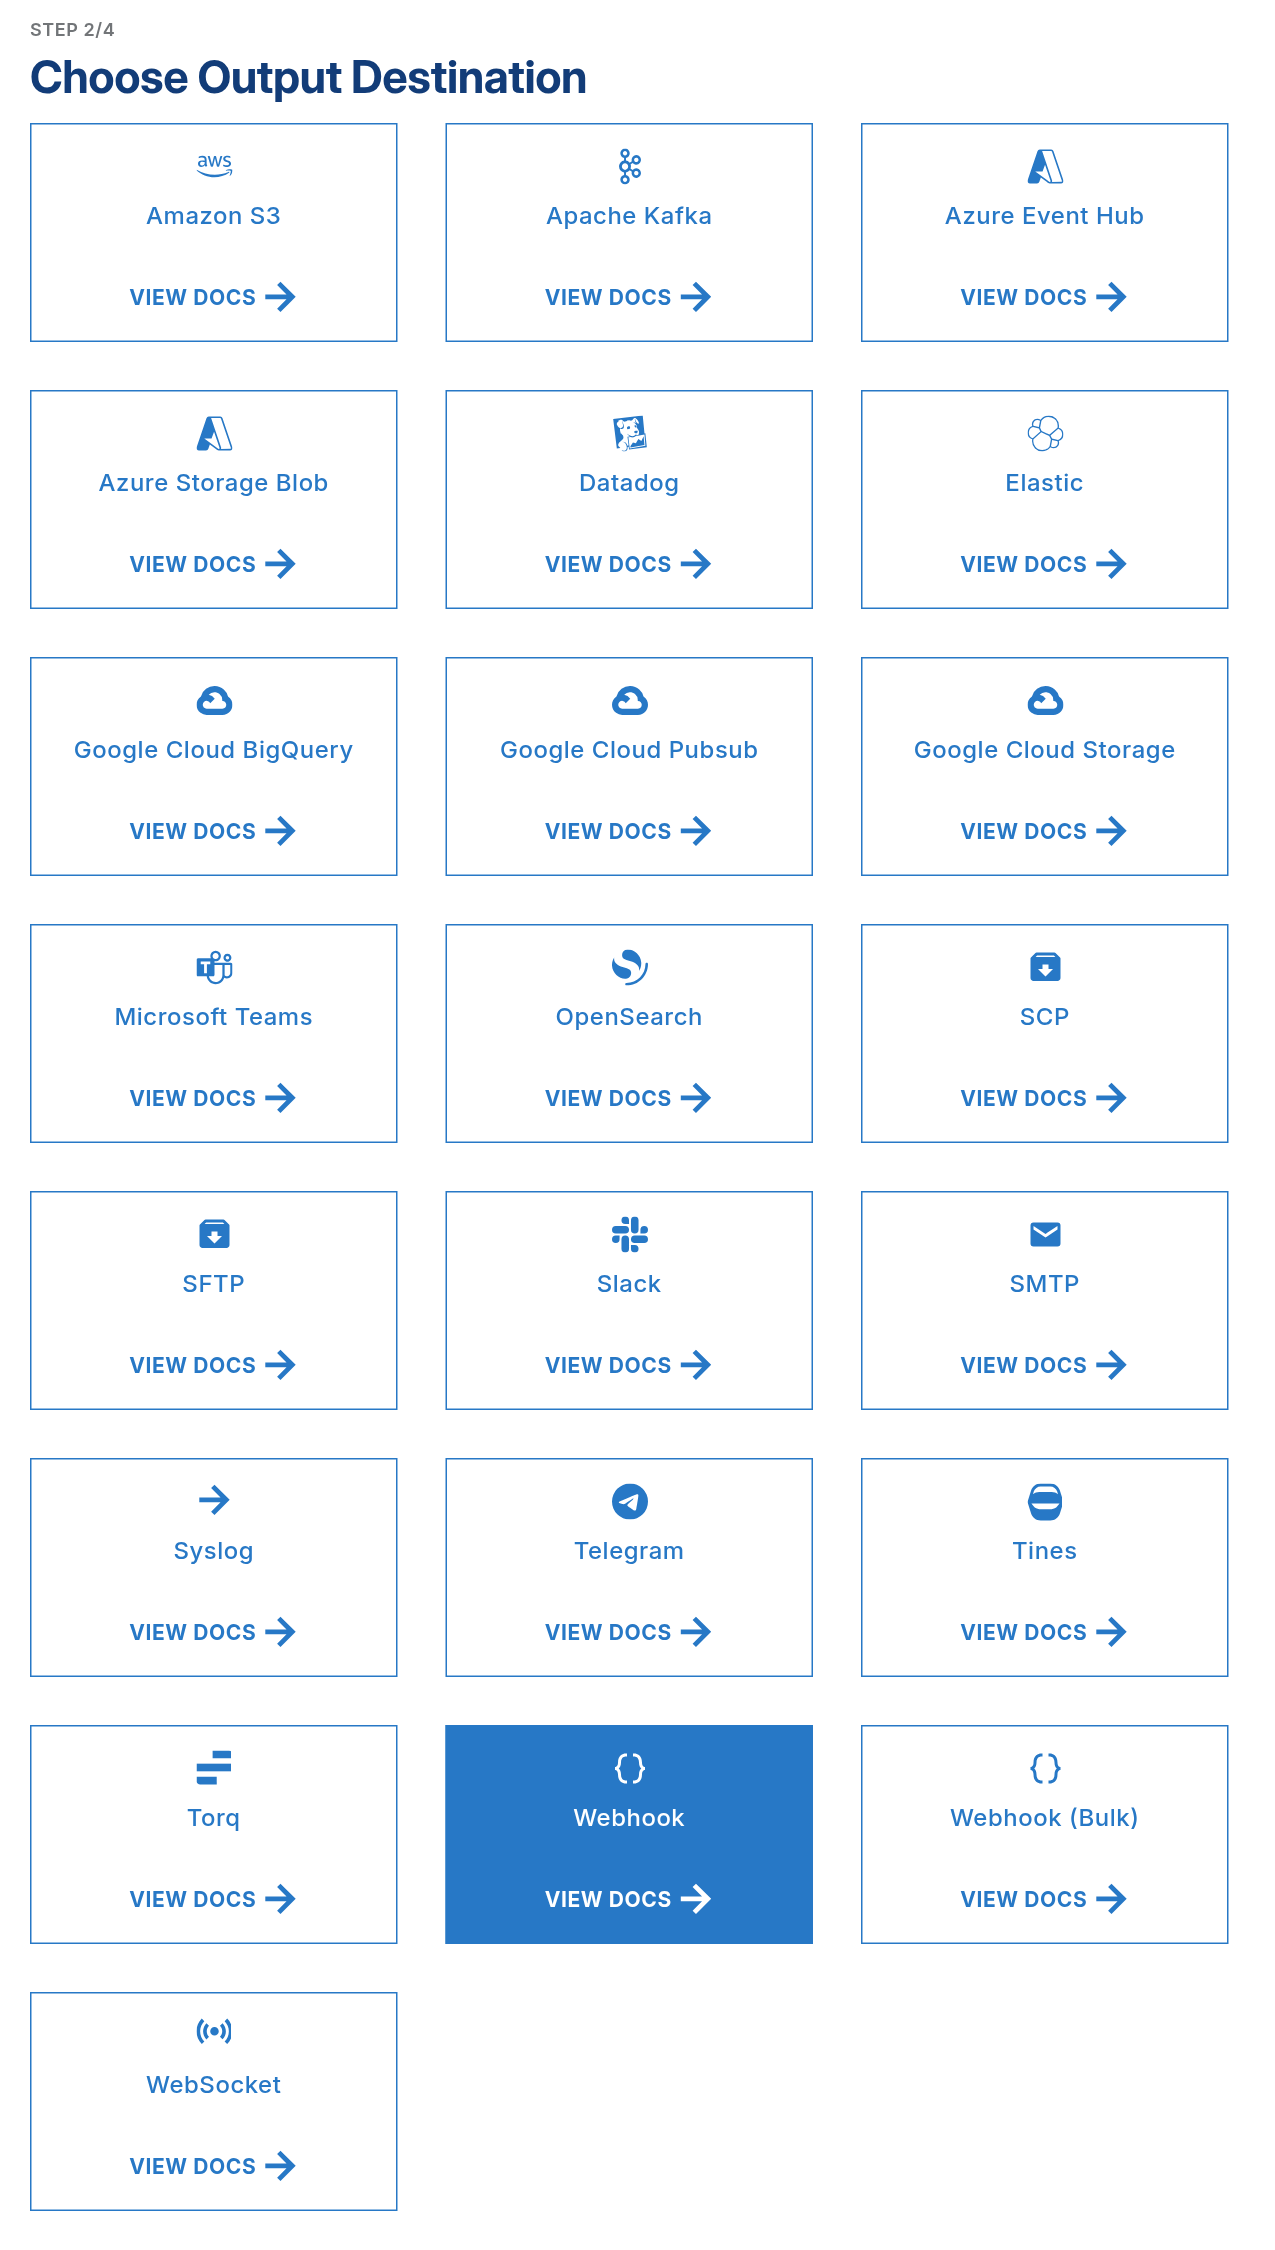 STEP 2/4
Choose Output Destination
aws
Amazon S3
VIEW DOCS
Apache Kafka
VIEW DOCS
Azure Event Hub
VIEW DOCS
Azure Storage Blob
VIEW DOCS
Datadog
VIEW DOCS
Elastic
VIEW DOCS
Google Cloud BigQuery
VIEW DOCS
Google Cloud Pubsub
VIEW DOCS
Google Cloud Storage
VIEW DOCS
T
Microsoft Teams
VIEW DOCS
OpenSearch
VIEW DOCS
SCP
VIEW DOCS
SFTP
VIEW DOCS
Slack
VIEW DOCS
SMTP
VIEW DOCS
Syslog
VIEW DOCS
Telegram
VIEW DOCS
Tines
VIEW DOCS
Torq
VIEW DOCS
{}
Webhook
VIEW DOCS
{}
Webhook (Bulk)
VIEW DOCS
WebSocket
VIEW DOCS